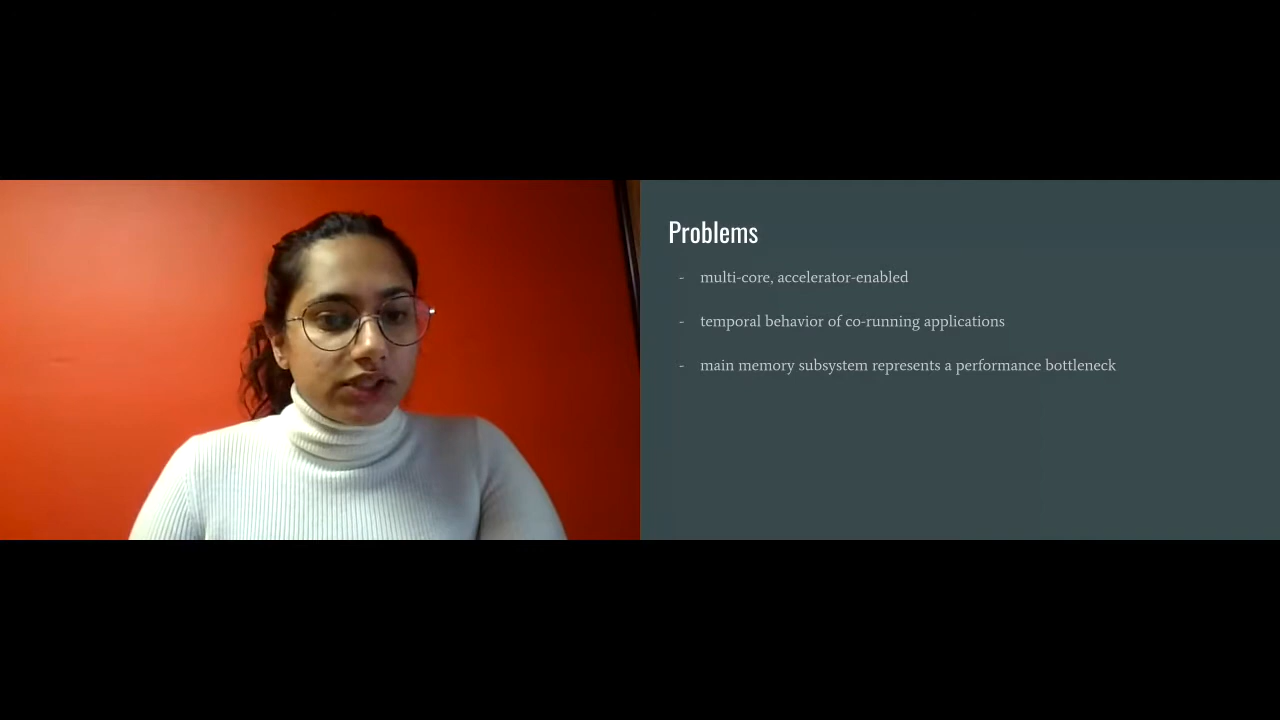 Problems
- multi-core, accelerator-enabled
- temporal behavior of co-running applications
- main memory subsystem represents a performance bottleneck